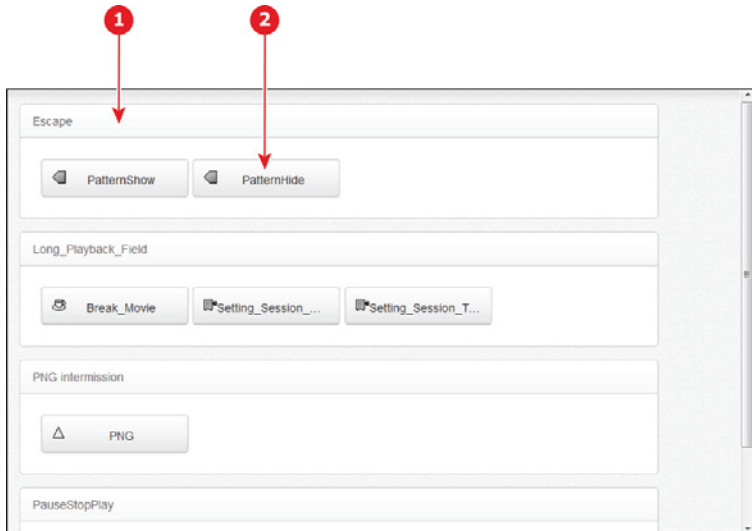 1 2
Escape
PatternShow PatternHide
Long_Playback_Field
Break_Movie Setting_Session_... Setting_Session_T...
PNG intermission
PNG
PauseStopPlay